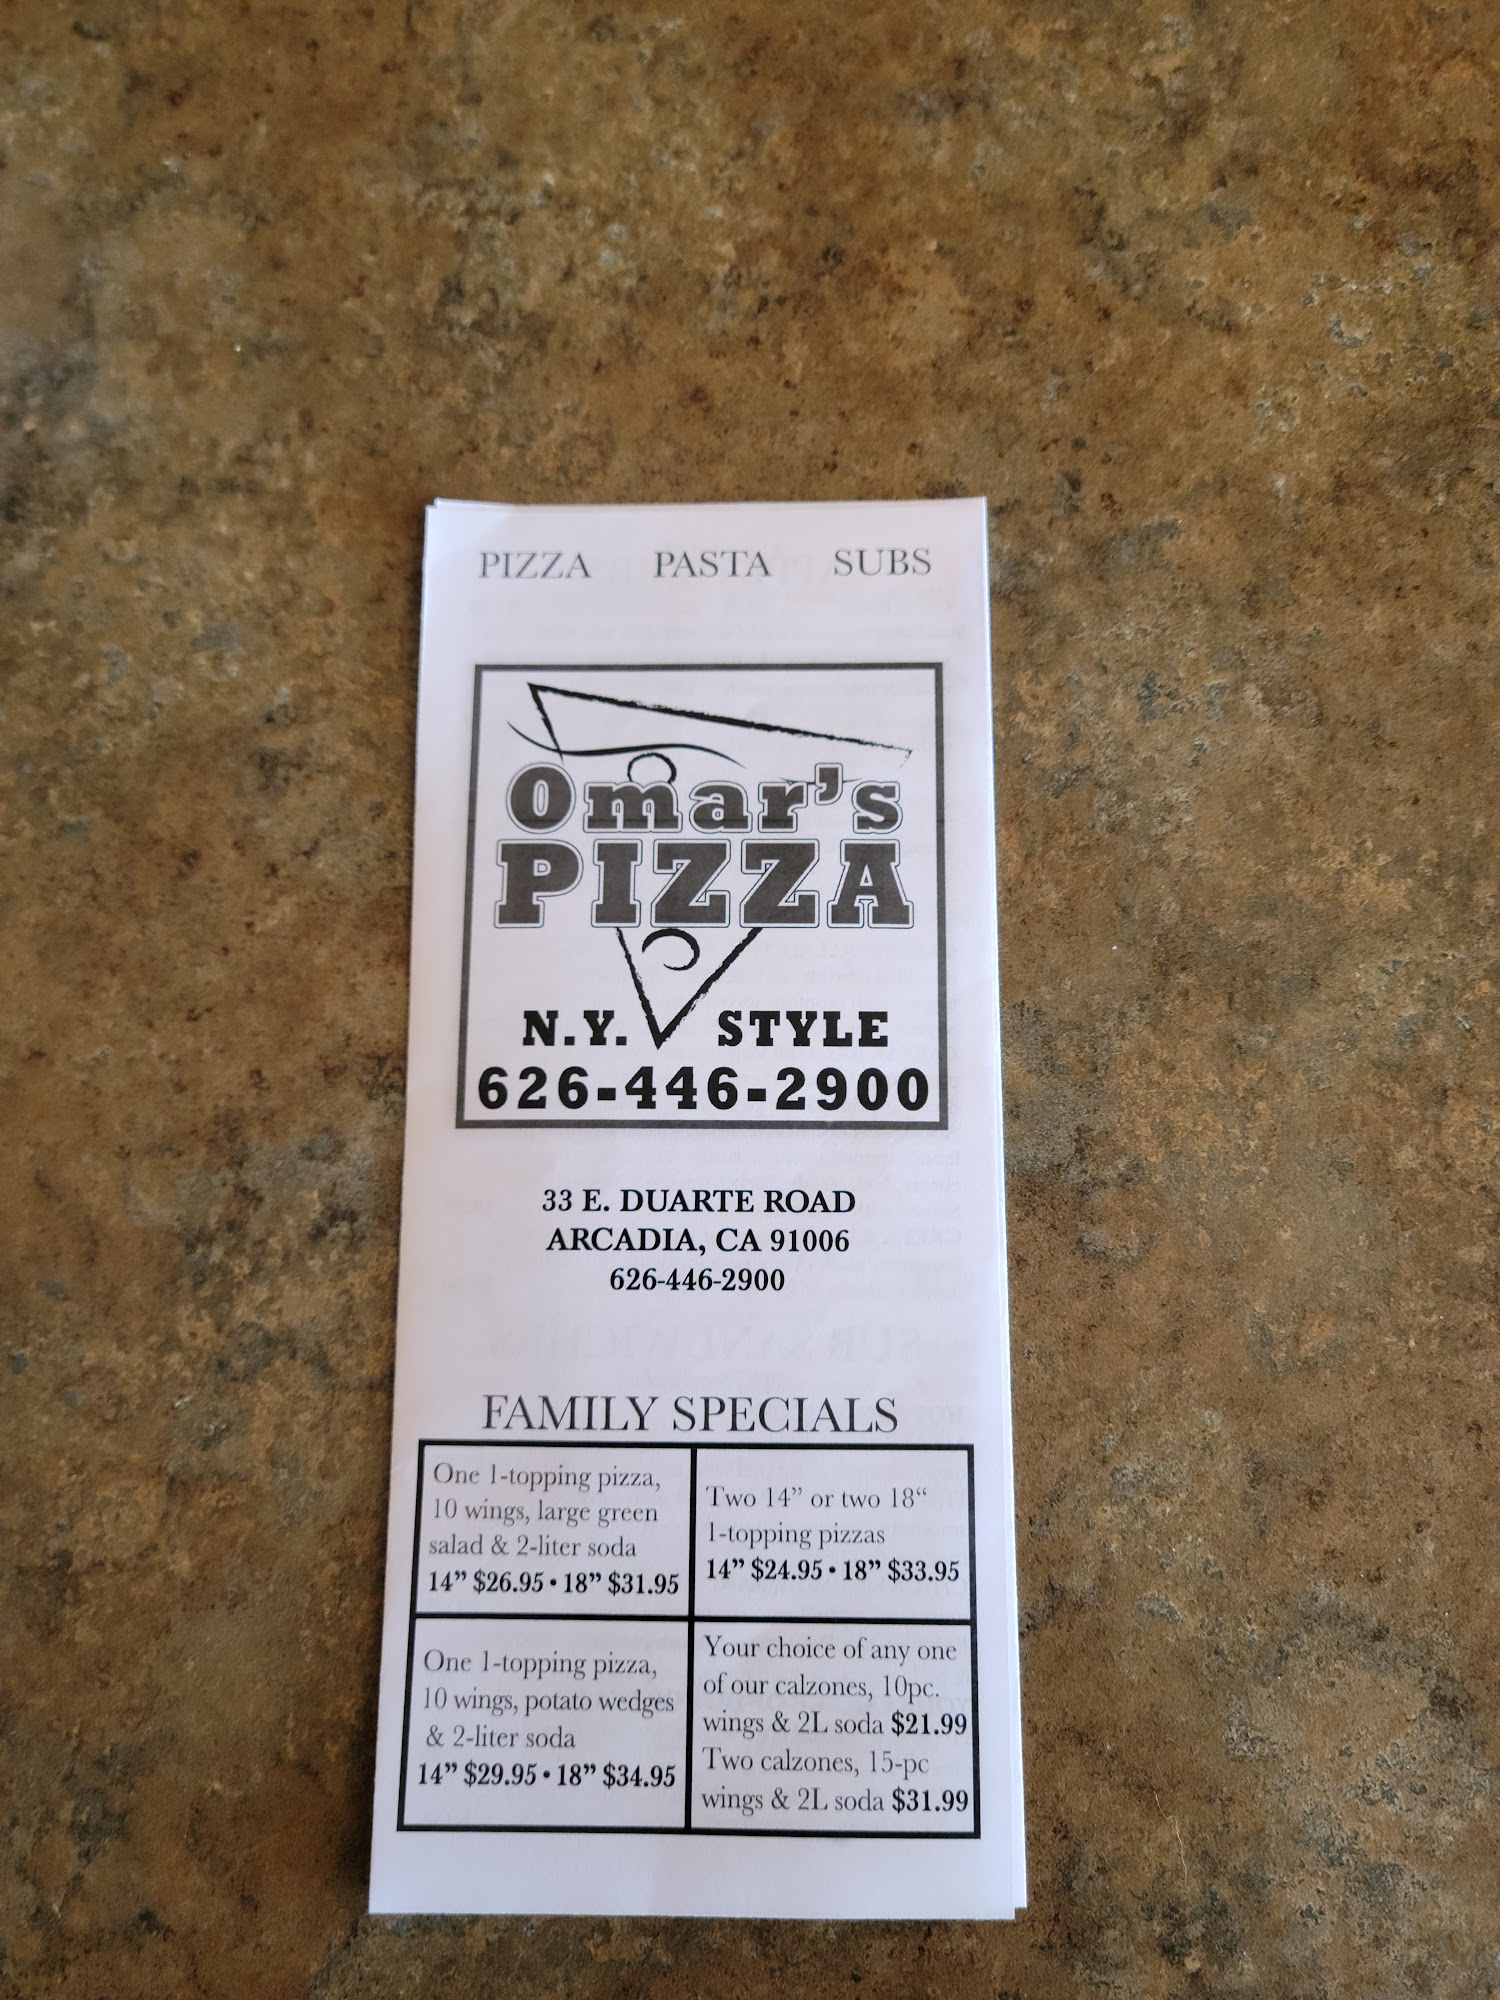 PIZZA PASTA SUBS
Omar's
PIZZA
N.Y. STYLE
626-446-2900
33 E. DUARTE ROAD
ARCADIA, CA 91006
626-446-2900
FAMILY SPECIALS
One 1-topping pizza,
10 wings, large green
salad & 2-liter soda
14” $26.95 • 18” $31.95
Two 14” or two 18“
1-topping pizzas
14” $24.95 • 18” $33.95
One 1-topping pizza,
10 wings, potato wedges
& 2-liter soda
14” $29.95 • 18” $34.95
Your choice of any one
of our calzones, 10pc.
wings & 2L soda $21.99
Two calzones, 15-pc
wings & 2L soda $31.99